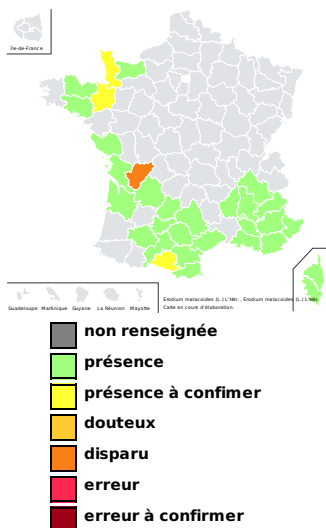 Île-de-France
Guadeloupe Martinique Guyane La Réunion Mayotte
Erodium malacoides (L.) L'Hér. , Erodium malacoides (L.) L'Hér.
Carte en cours d'élaboration.
non renseignée
présence
présence à confimer
douteux
disparu
erreur
erreur à confirmer